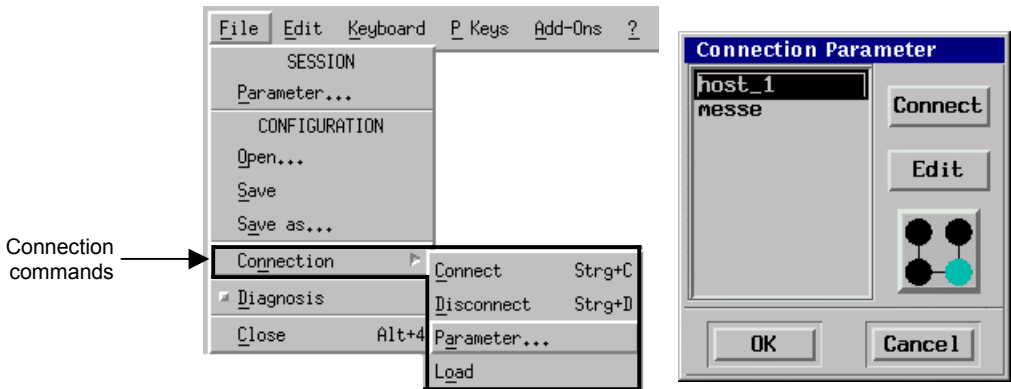 File Edit Keyboard P Keys Add-Ons ?
SESSION
Parameter...
CONFIGURATION
Open...
Save
Save as...
Connection
Diagnosis
Close Alt+4
Connect Strg+C
Disconnect Strg+D
Parameter...
Load
Connection
commands
Connection Parameter
host_1
messe
Connect
Edit
OK
Cancel